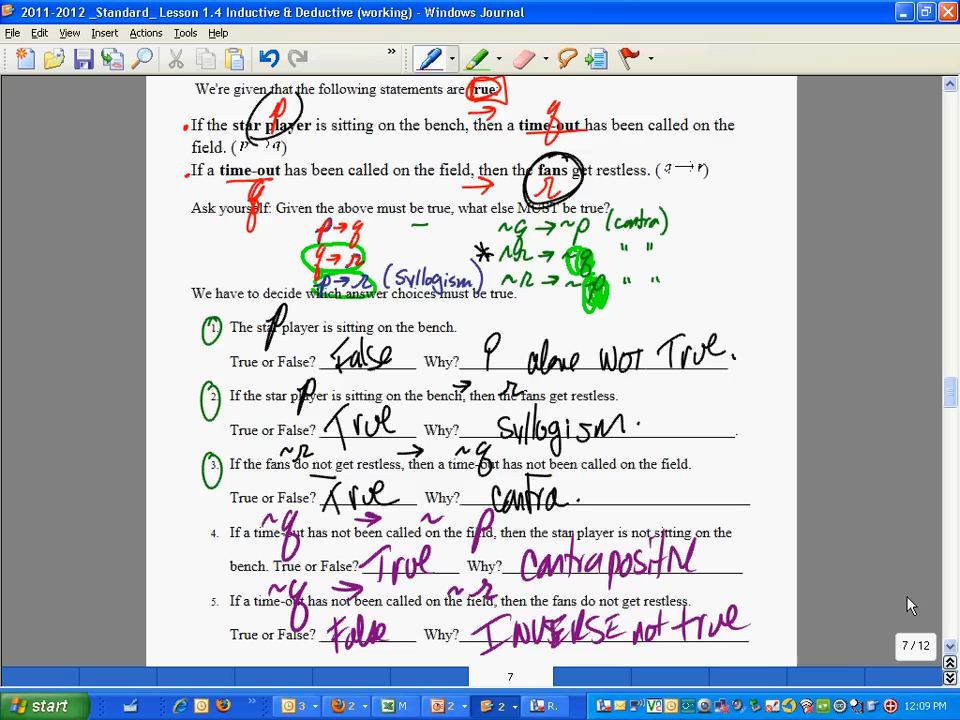 2011-2012 _Standard_ Lesson 1.4 Inductive & Deductive (working) - Windows Journal
File Edit View Insert Actions Tools Help
»
We're given that the following statements are true:
p q
If the star player is sitting on the bench, then a time-out has been called on the
field. (p → q)
If a time-out has been called on the field, then the fans get restless. (q → r)
q → r
Ask yourself: Given the above must be true, what else MUST be true?
p → q — ~q → ~p (contra)
q → r * ~r → ~q " "
p → r (syllogism) ~r → ~p " "
We have to decide which answer choices must be true.
p
1. The star player is sitting on the bench.
True or False? False Why? P alone NOT True.
p → r
2. If the star player is sitting on the bench, then the fans get restless.
True or False? True Why? syllogism.
~r → ~q
3. If the fans do not get restless, then a time-out has not been called on the field.
True or False? True Why? contra.
~q → ~p
4. If a time-out has not been called on the field, then the star player is not sitting on the
bench. True or False? True Why? Contrapositive
~q → ~r
5. If a time-out has not been called on the field, then the fans do not get restless.
True or False? False Why? INVERSE not true
7 / 12
7
start » 3 2 M 2 2 R. 12:09 PM